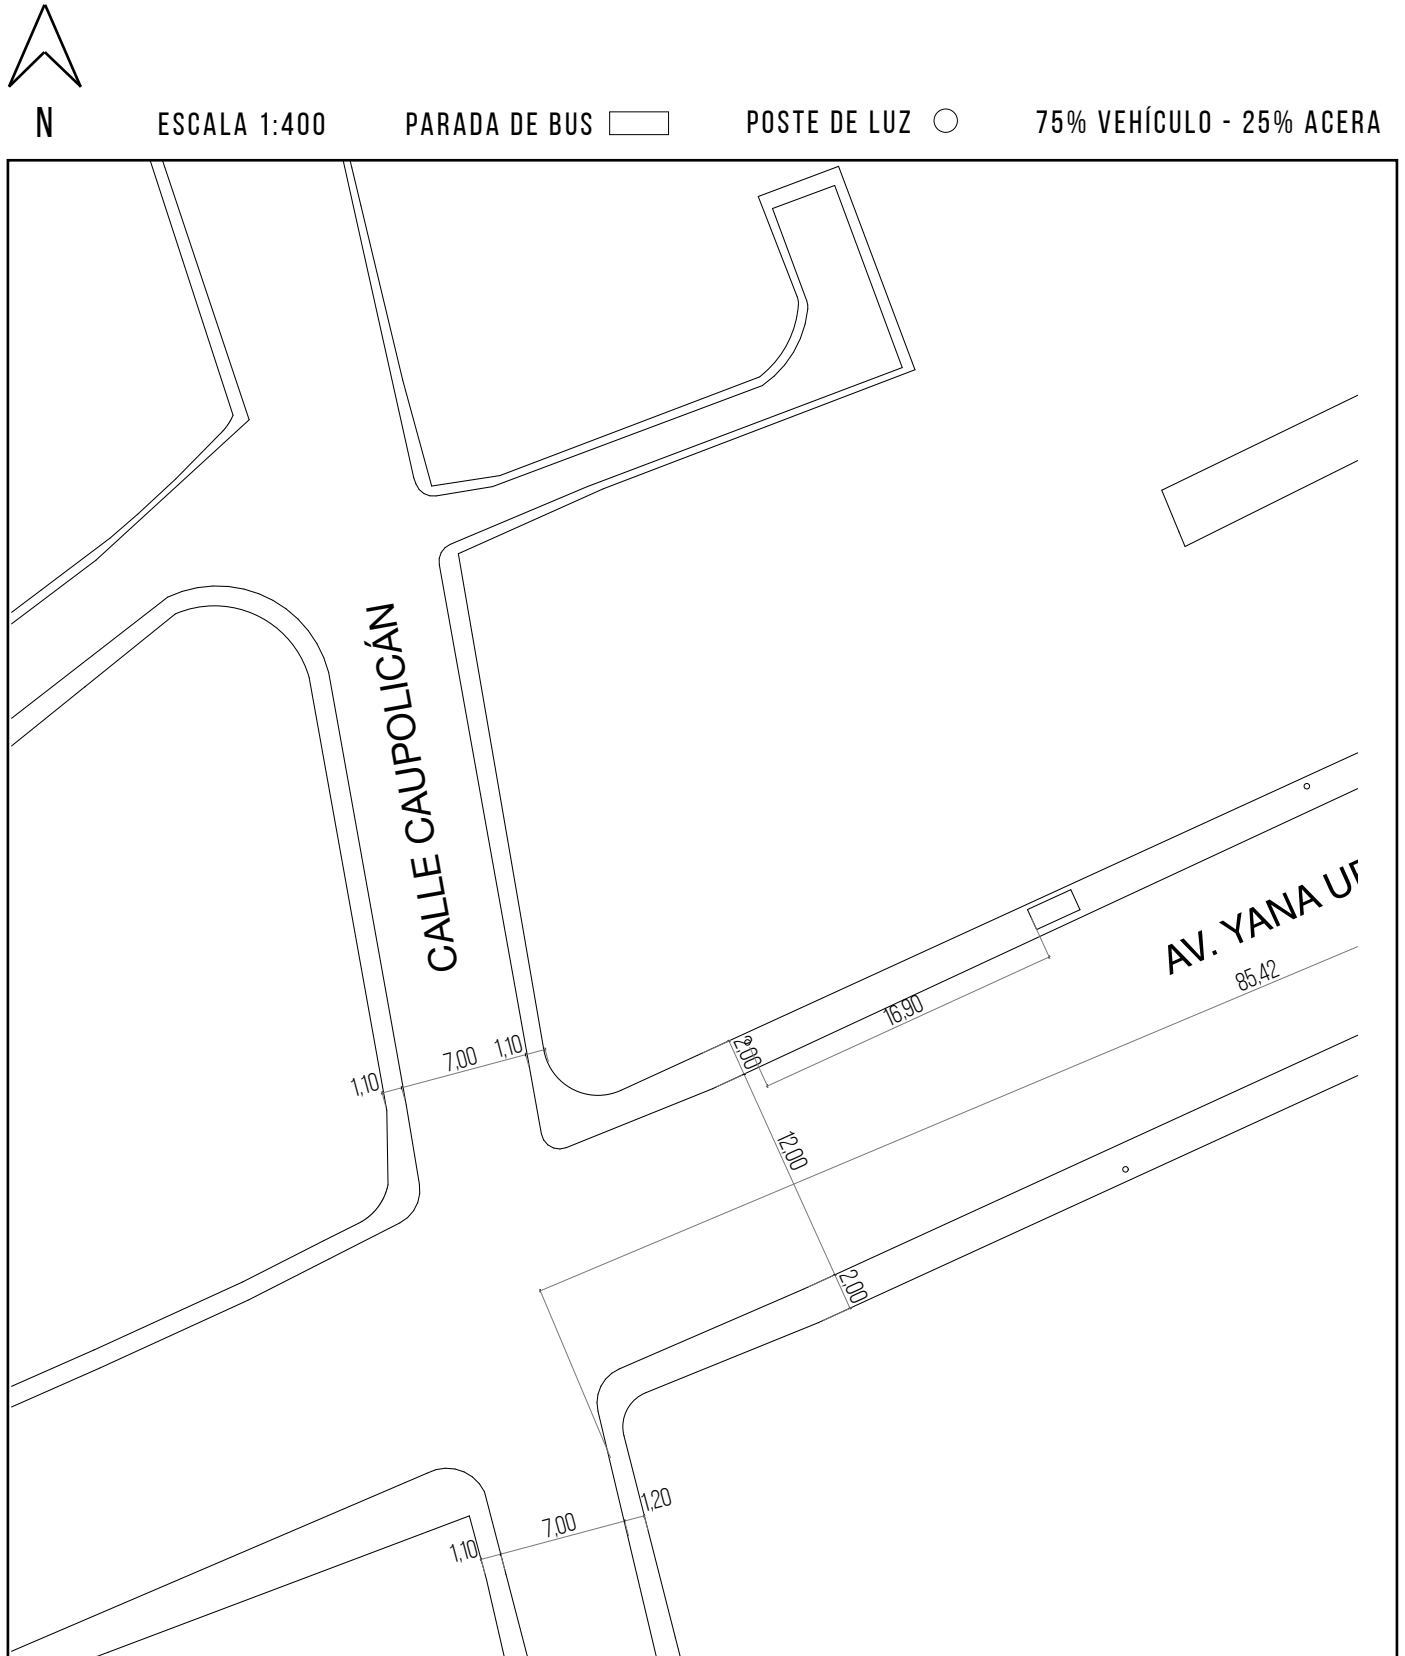 N
ESCALA 1:400
PARADA DE BUS
POSTE DE LUZ
75% VEHÍCULO - 25% ACERA
CALLE CAUPOLICÁN
AV. YANA
85,42
16,90
2,00
1,10
7,00
1,10
12,00
2,00
1,20
7,00
1,10